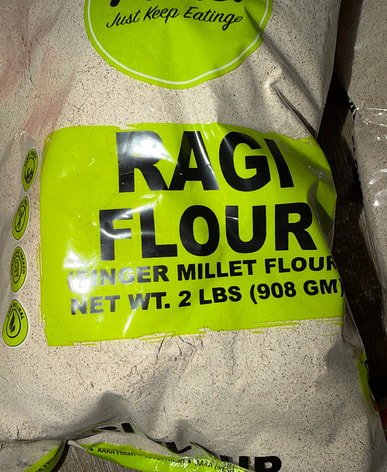 Just Keep Eating
RAGI
FLOUR
(FINGER MILLET FLOUR
NET WT. 2 LBS (908 GM)